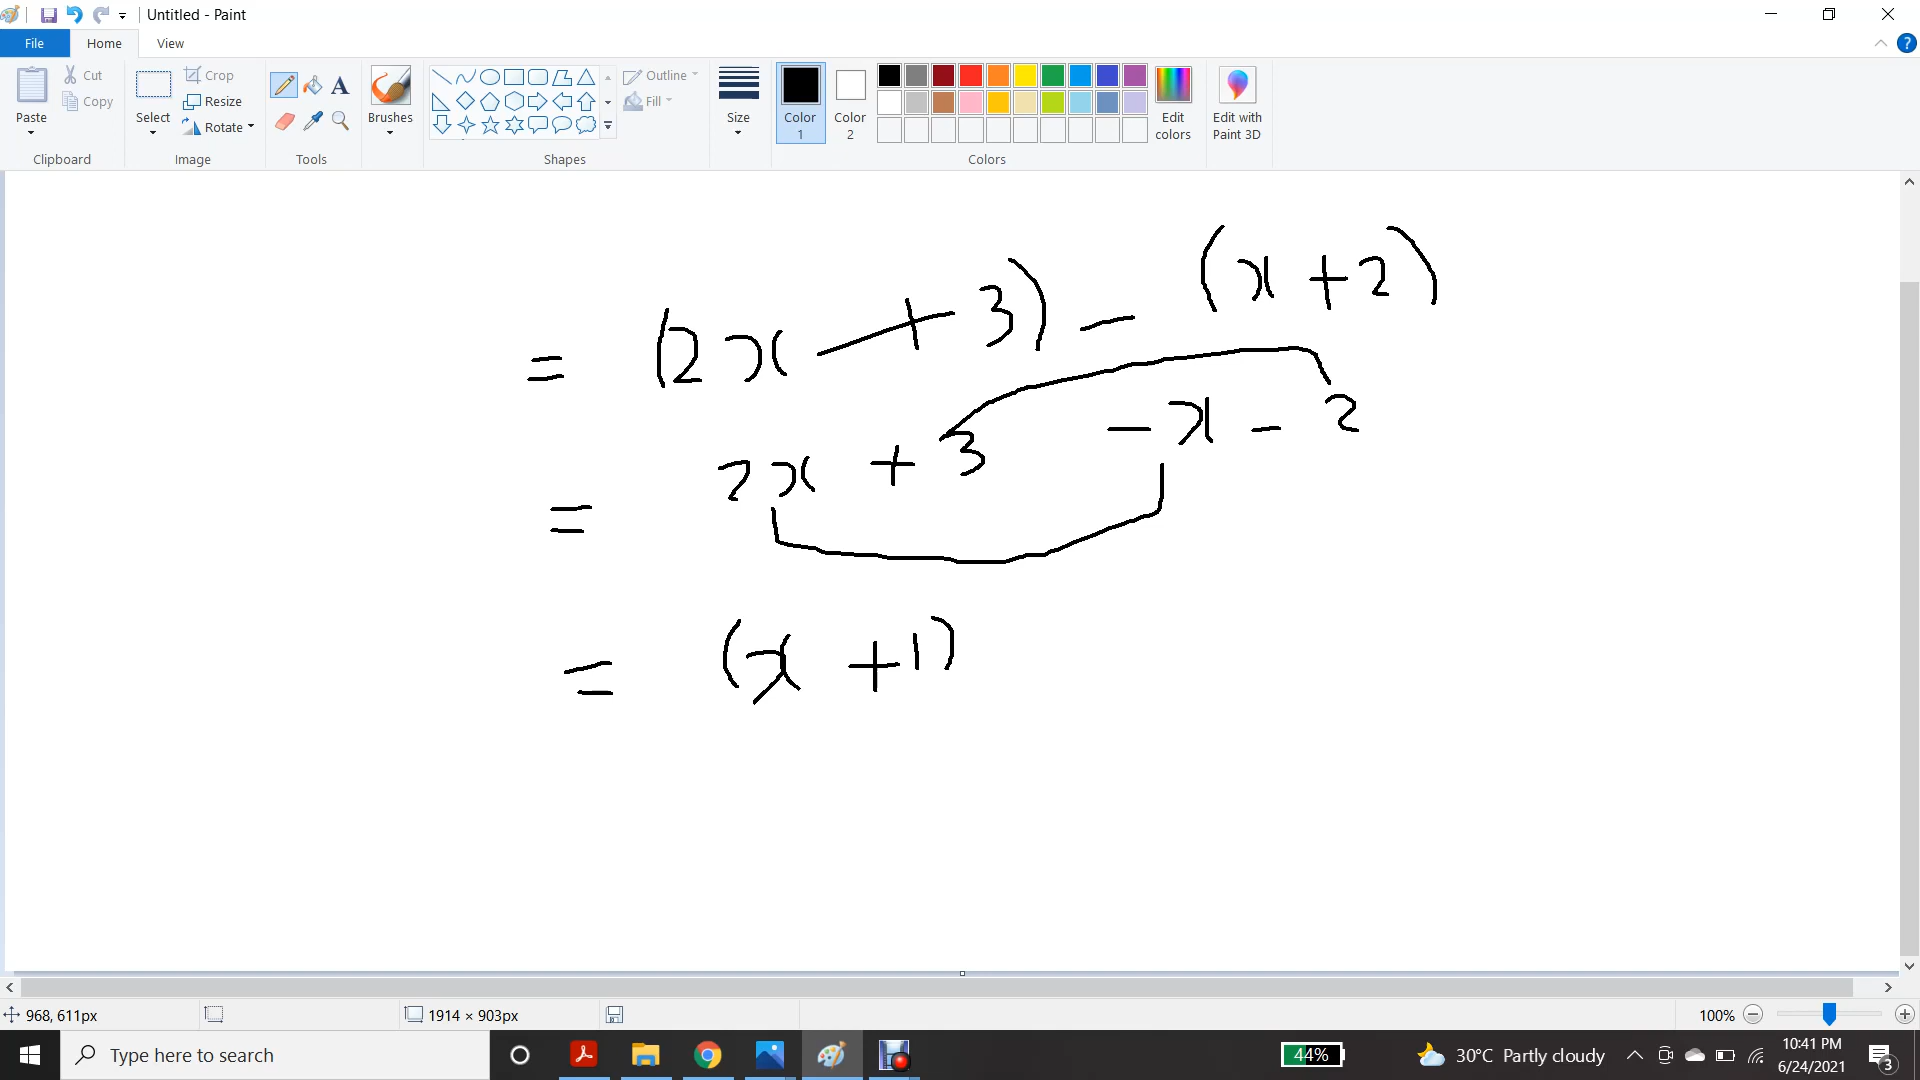 Untitled - Paint
File Home View
Paste Cut Copy Select Crop Resize Rotate Brushes Outline Fill Size Color 1 Color 2 Edit colors Edit with Paint 3D
Clipboard Image Tools Shapes Colors
= (2x + 3) - (x + 2)
= 2x + 3 - x - 2
= (x + 1)
968, 611px 1914 × 903px 100%
Type here to search 44% 30°C Partly cloudy 10:41 PM
6/24/2021 3